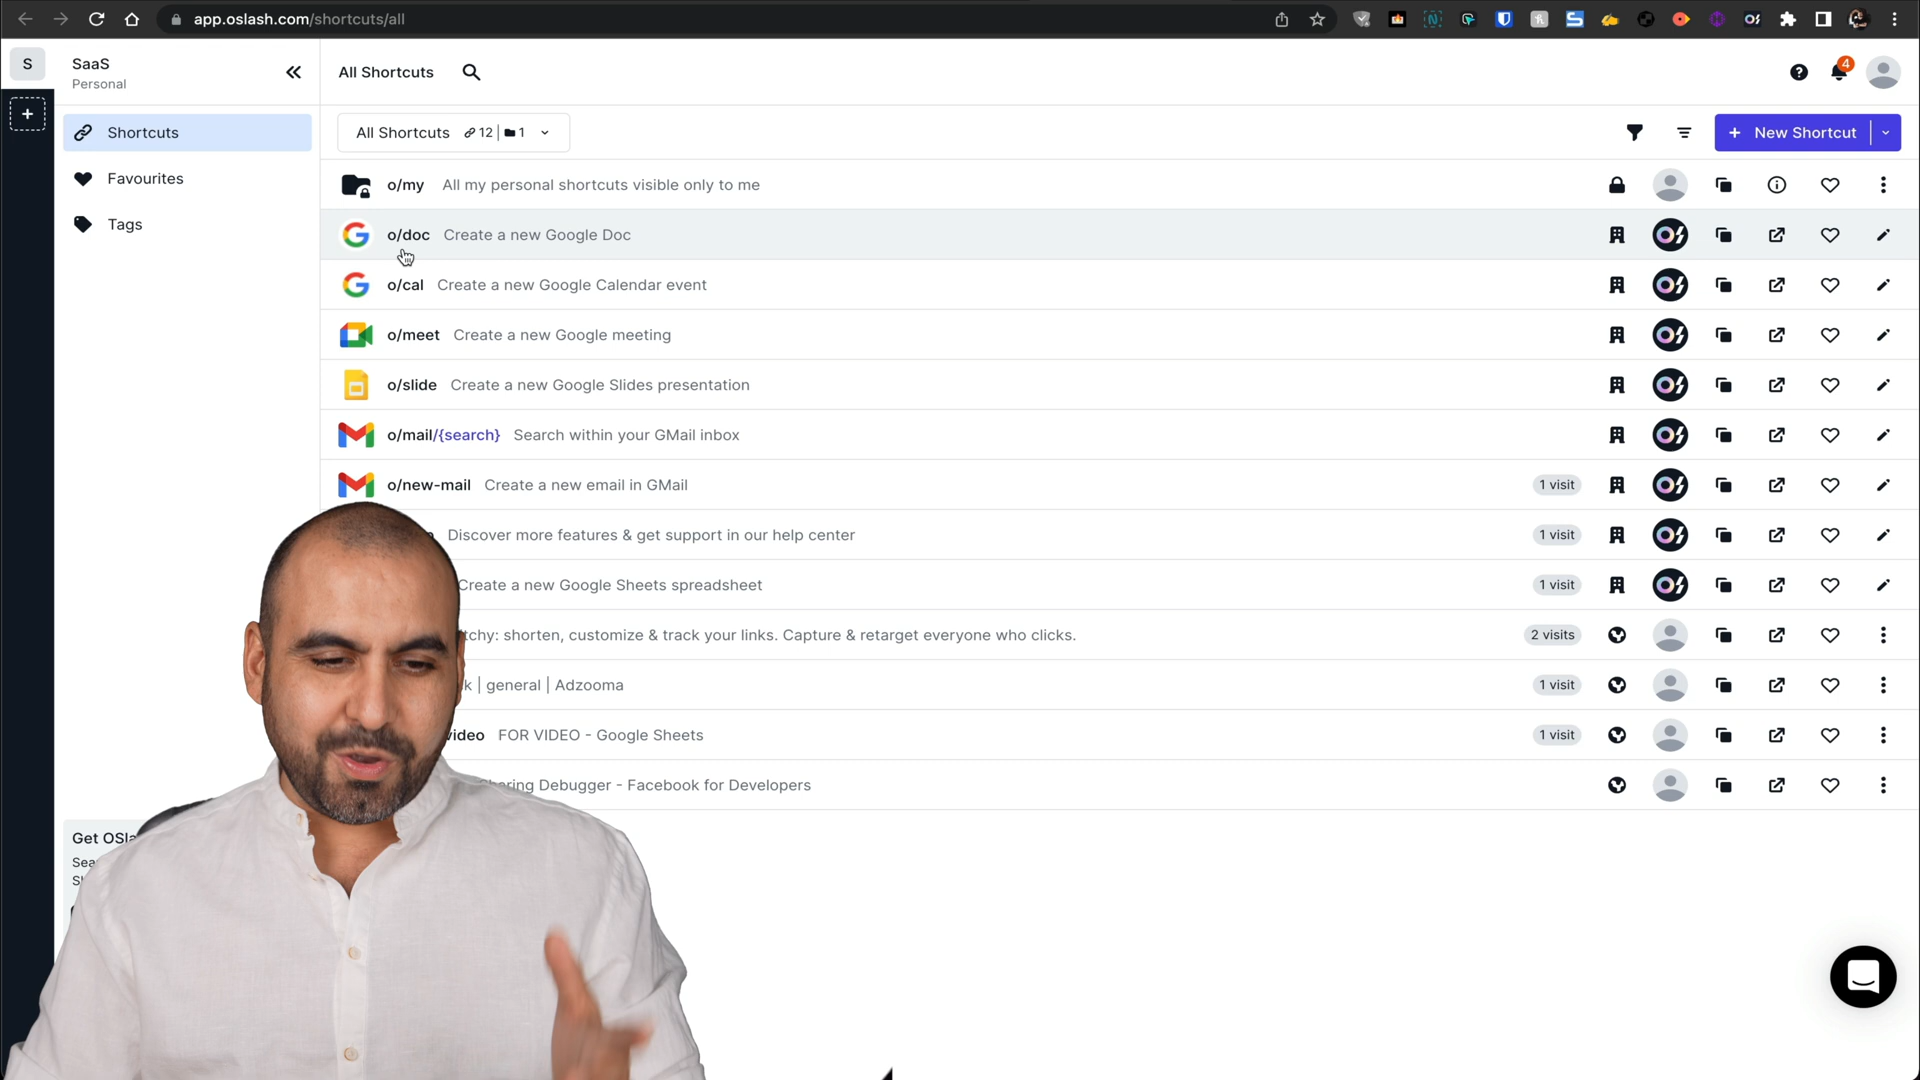 app.oslash.com/shortcuts/all
S
SaaS
Personal
All Shortcuts
4
+
Shortcuts
Favourites
Tags
All Shortcuts 12 | 1
+ New Shortcut
o/my All my personal shortcuts visible only to me
o/doc Create a new Google Doc
o/cal Create a new Google Calendar event
o/meet Create a new Google meeting
o/slide Create a new Google Slides presentation
o/mail/{search} Search within your GMail inbox
o/new-mail Create a new email in GMail 1 visit
Discover more features & get support in our help center 1 visit
Create a new Google Sheets spreadsheet 1 visit
tchy: shorten, customize & track your links. Capture & retarget everyone who clicks. 2 visits
k | general | Adzooma 1 visit
video FOR VIDEO - Google Sheets 1 visit
Sharing Debugger - Facebook for Developers
Get OSla
Sea